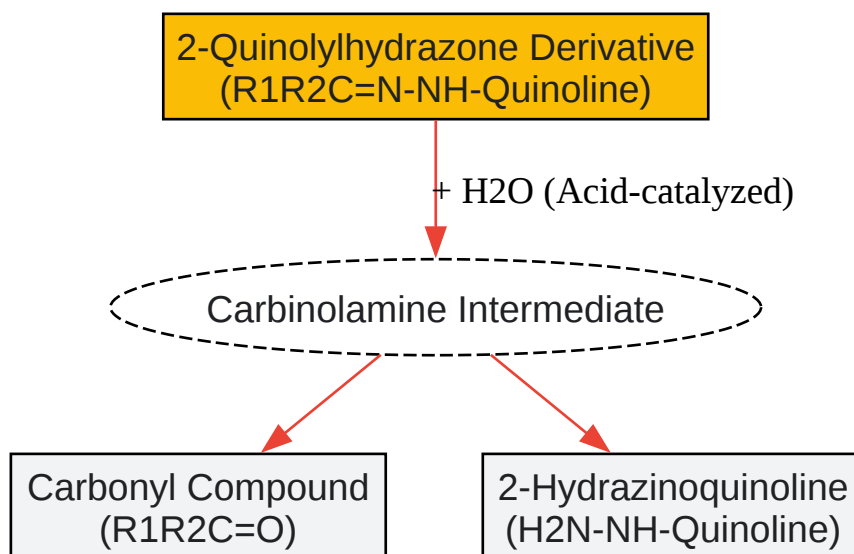 2-Quinolylhydrazone Derivative
(R1R2C=N-NH-Quinoline)
+ H2O (Acid-catalyzed)
Carbinolamine Intermediate
Carbonyl Compound
(R1R2C=O)
2-Hydrazinoquinoline
(H2N-NH-Quinoline)